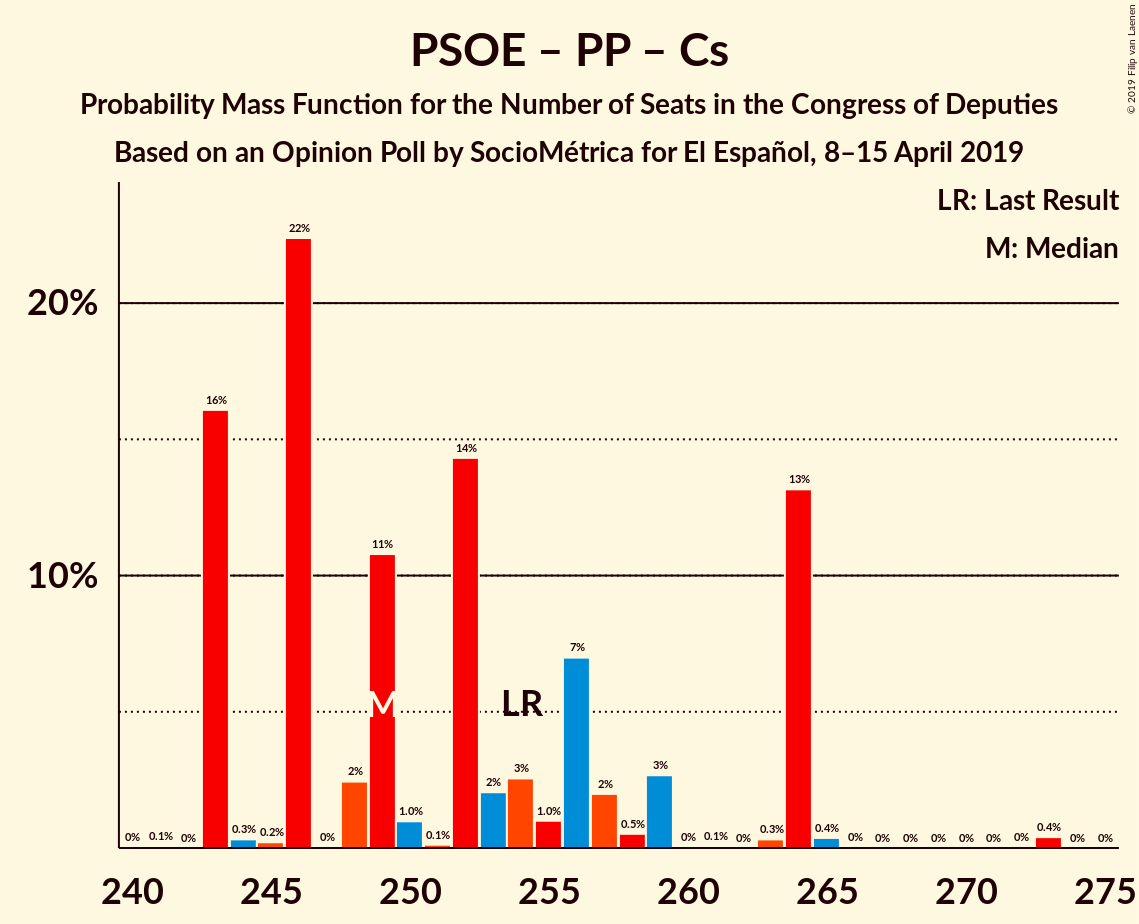 © 2019 Filip van Laenen
PSOE – PP – Cs
Probability Mass Function for the Number of Seats in the Congress of Deputies
Based on an Opinion Poll by SocioMétrica for El Español, 8–15 April 2019
LR: Last Result
M: Median
20%
10%
0% 0.1% 0% 16% 0.3% 0.2% 22% 0% 2% 11% 1.0% 0.1% 14% 2% 3% 1.0% 7% 2% 0.5% 3% 0% 0.1% 0% 0.3% 13% 0.4% 0% 0% 0% 0% 0% 0% 0% 0.4% 0% 0%
M LR
240 245 250 255 260 265 270 275